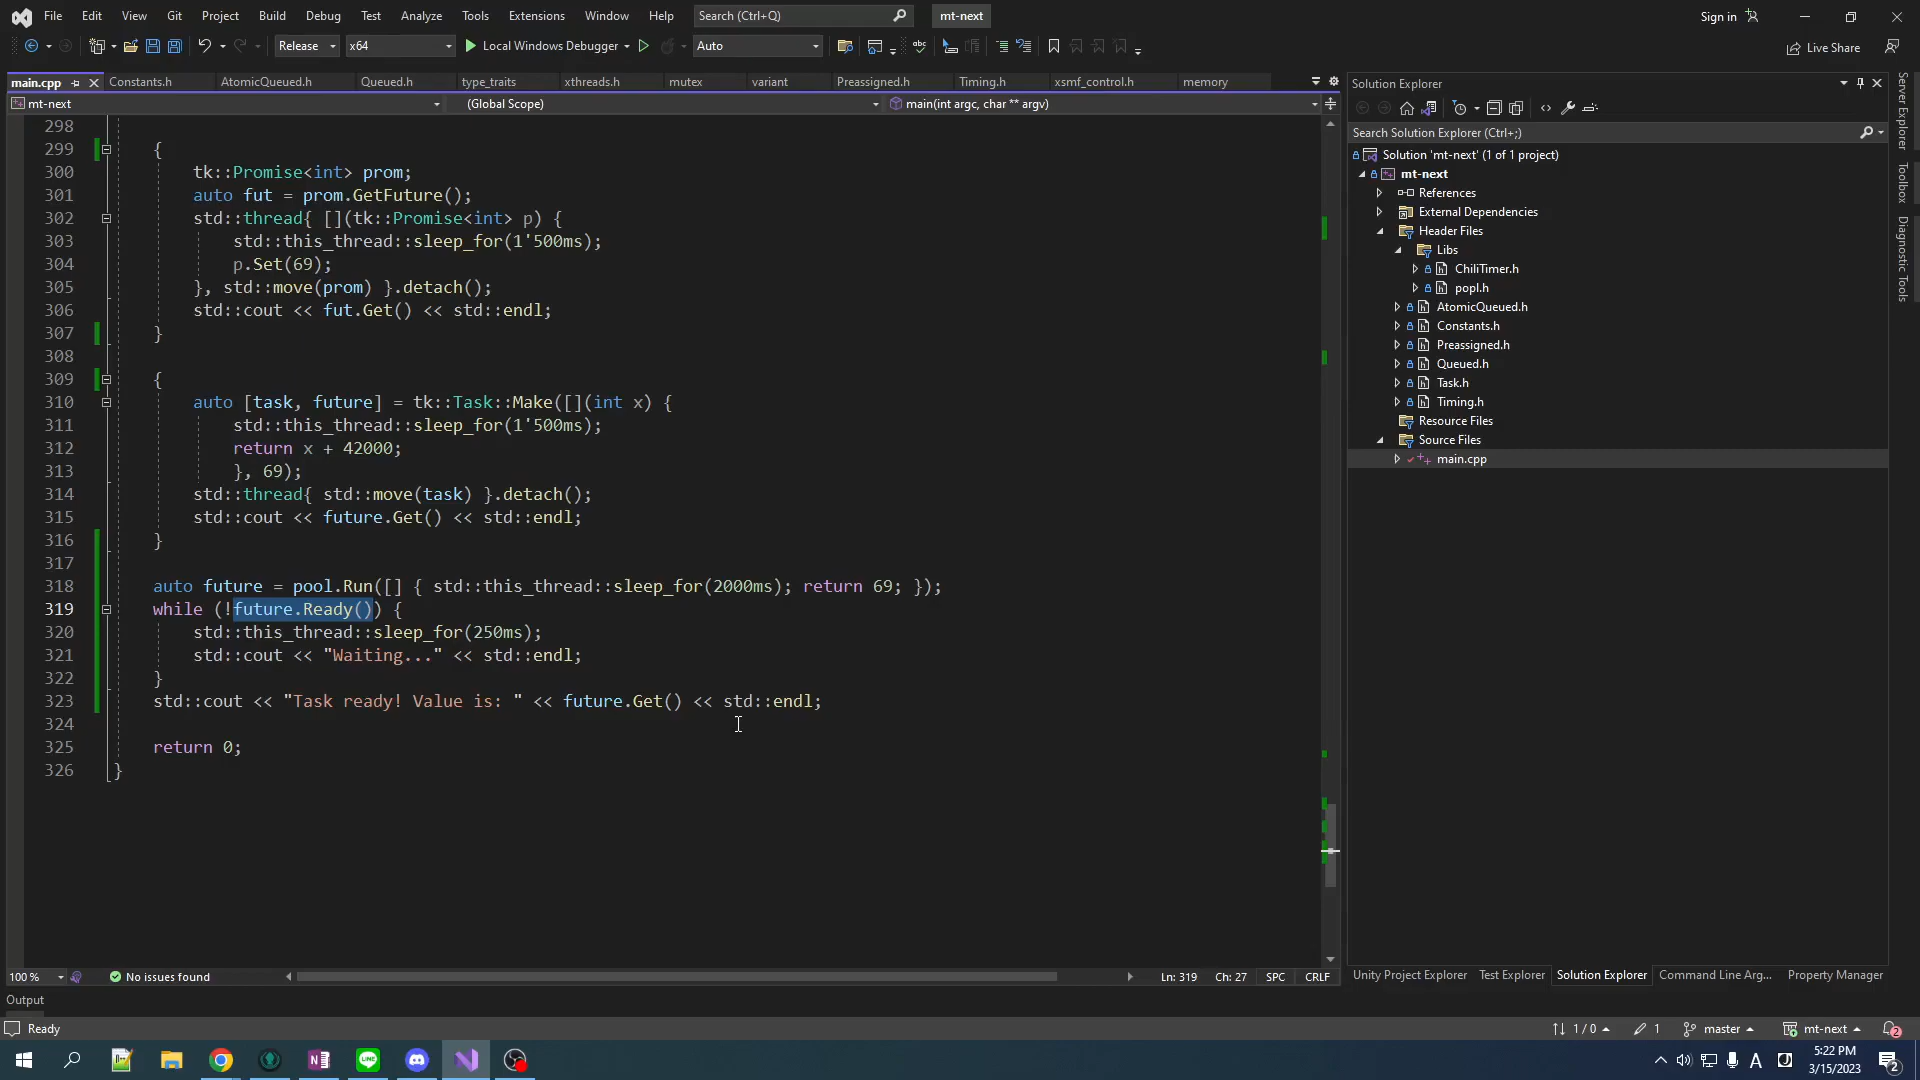 File Edit View Git Project Build Debug Test Analyze Tools Extensions Window Help Search (Ctrl+Q) mt-next Sign in
Release x64 Local Windows Debugger Auto Live Share
main.cpp Constants.h AtomicQueued.h Queued.h type_traits xthreads.h mutex variant Preassigned.h Timing.h xsmf_control.h memory
mt-next (Global Scope) main(int argc, char ** argv)
298
299 {
300 tk::Promise<int> prom;
301 auto fut = prom.GetFuture();
302 std::thread{ [](tk::Promise<int> p) {
303 std::this_thread::sleep_for(1'500ms);
304 p.Set(69);
305 }, std::move(prom) }.detach();
306 std::cout << fut.Get() << std::endl;
307 }
308
309 {
310 auto [task, future] = tk::Task::Make([](int x) {
311 std::this_thread::sleep_for(1'500ms);
312 return x + 42000;
313 }, 69);
314 std::thread{ std::move(task) }.detach();
315 std::cout << future.Get() << std::endl;
316 }
317
318 auto future = pool.Run([] { std::this_thread::sleep_for(2000ms); return 69; });
319 while (!future.Ready()) {
320 std::this_thread::sleep_for(250ms);
321 std::cout << "Waiting..." << std::endl;
322 }
323 std::cout << "Task ready! Value is: " << future.Get() << std::endl;
324
325 return 0;
326 }
100 % No issues found Ln: 319 Ch: 27 SPC CRLF
Output
Solution Explorer
Search Solution Explorer (Ctrl+;)
Solution 'mt-next' (1 of 1 project)
mt-next
References
External Dependencies
Header Files
Libs
ChiliTimer.h
popl.h
AtomicQueued.h
Constants.h
Preassigned.h
Queued.h
Task.h
Timing.h
Resource Files
Source Files
main.cpp
Unity Project Explorer Test Explorer Solution Explorer Command Line Arg... Property Manager
Server Explorer
Toolbox
Diagnostic Tools
Ready 1 / 0 1 master mt-next 2
A 5:22 PM
3/15/2023 2